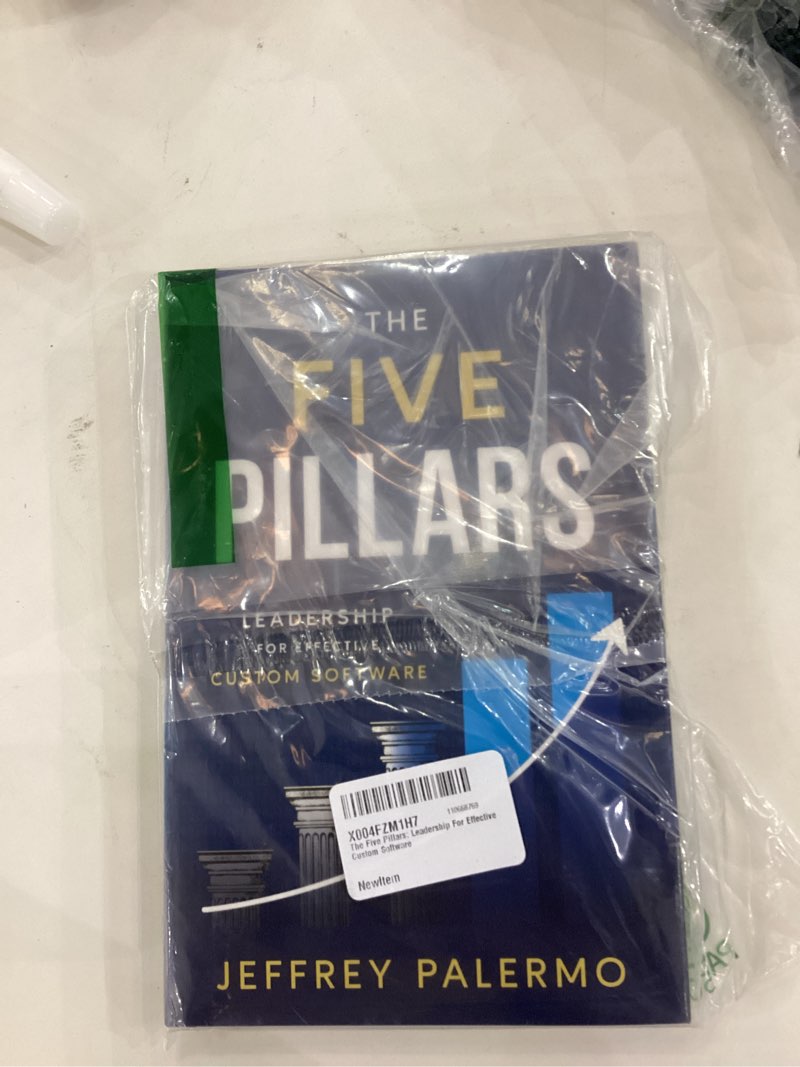 THE
FIVE
PILLARS
LEADERSHIP
FOR EFFECTIVE
CUSTOM SOFTWARE
X004FZM1H7
The Five Pillars: Leadership For Effective
Custom Software
NewItem
JEFFREY PALERMO